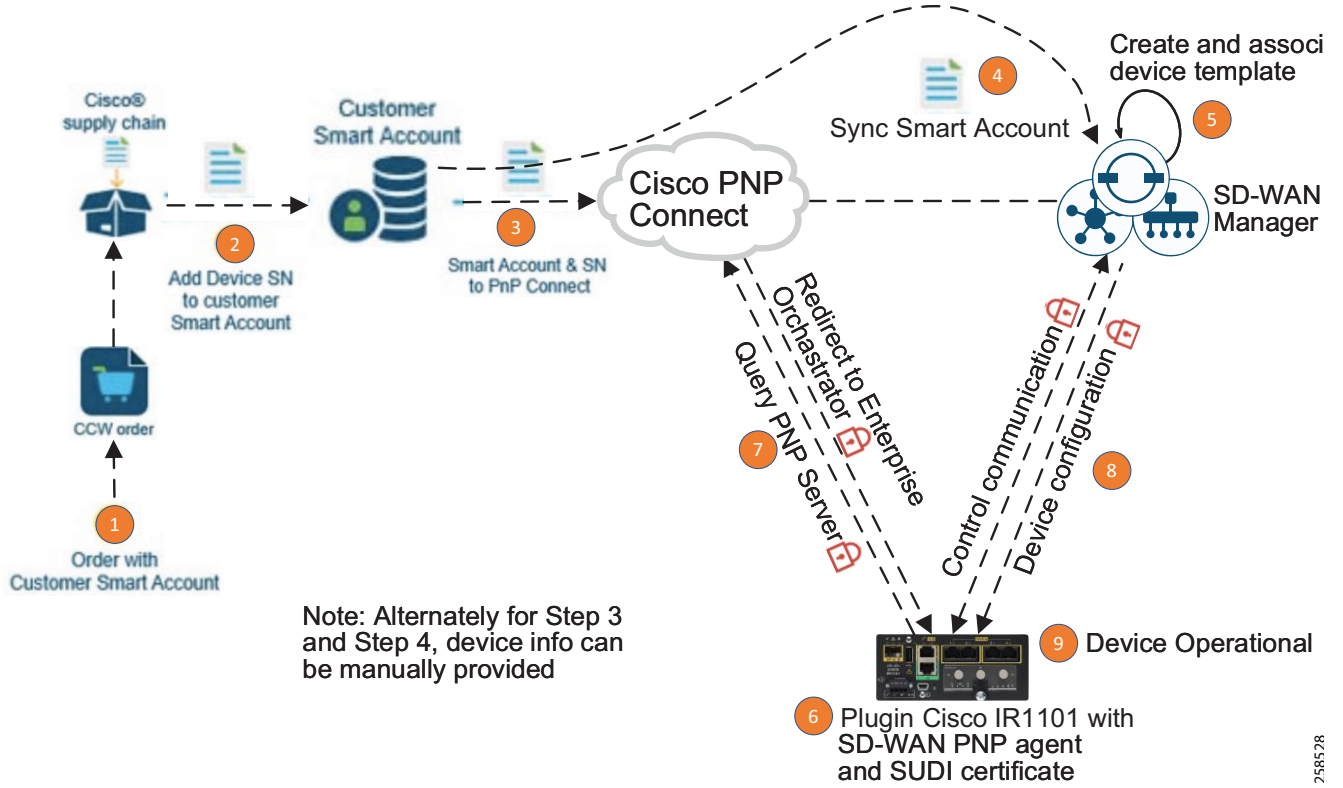 Cisco®
supply chain
Customer
Smart Account
4
Sync Smart Account
Create and associ
device template
5
Cisco PNP
Connect
SD-WAN
Manager
2
Add Device SN
to customer
Smart Account
3
Smart Account & SN
to PnP Connect
CCW order
1
Order with
Customer Smart Account
Redirect to Enterprise
Orchastrator
Query PNP Server
7
Control communication
Device configuration
8
Note: Alternately for Step 3
and Step 4, device info can
be manually provided
9
Device Operational
6
Plugin Cisco IR1101 with
SD-WAN PNP agent
and SUDI certificate
258528